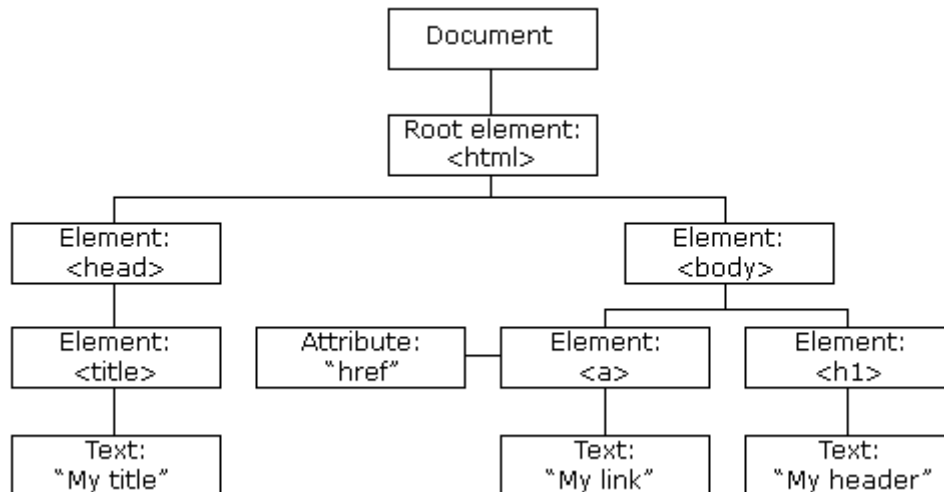 Document
Root element:
<html>
Element:
<head>
Element:
<body>
Element:
<title>
Attribute:
“href”
Element:
<a>
Element:
<h1>
Text:
“My title”
Text:
“My link”
Text:
“My header”